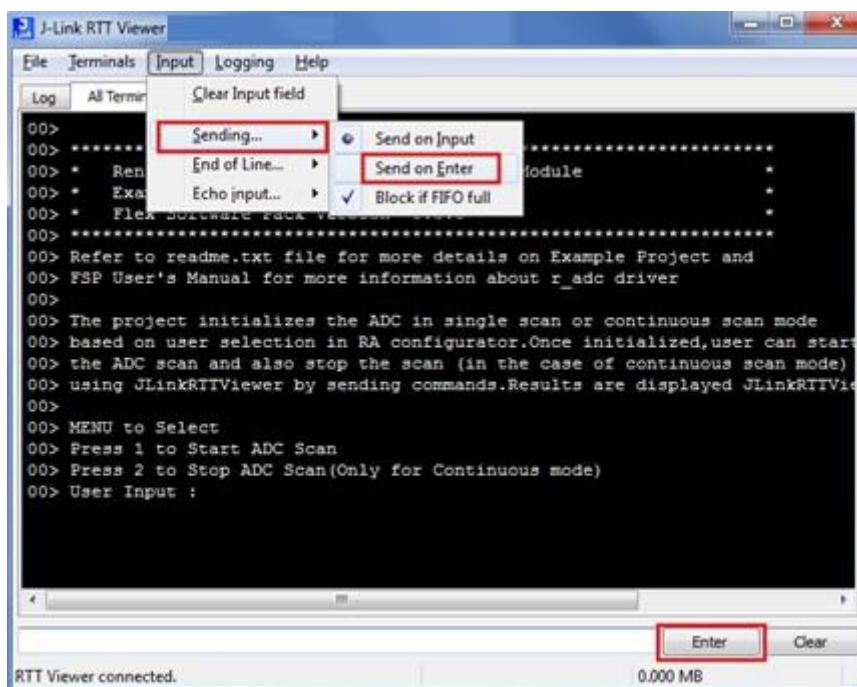 J-Link RTT Viewer
File Terminals Input Logging Help
Log All Termin
Clear Input field
Sending...
End of Line...
Echo input...
Send on Input
Send on Enter
Block if FIFO full
00>
00> ********************************************************************
00> * Ren Module *
00> * Exa *
00> * Flex Software Pack Version *
00> ********************************************************************
00> Refer to readme.txt file for more details on Example Project and
00> FSP User's Manual for more information about r_adc driver
00>
00> The project initializes the ADC in single scan or continuous scan mode
00> based on user selection in RA configurator.Once initialized,user can start
00> the ADC scan and also stop the scan (in the case of continuous scan mode)
00> using JLinkRTTViewer by sending commands.Results are displayed JLinkRTTVie
00>
00> MENU to Select
00> Press 1 to Start ADC Scan
00> Press 2 to Stop ADC Scan(Only for Continuous mode)
00> User Input :
Enter Clear
RTT Viewer connected. 0.000 MB